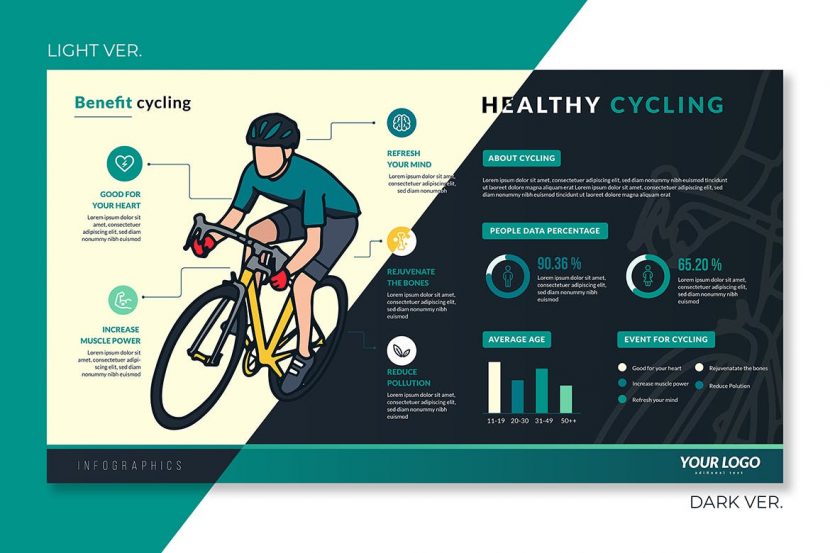 LIGHT VER.
Benefit cycling
GOOD FOR
YOUR HEART
Lorem ipsum dolor sit
amet, consectetuer
adipiscing elit, sed diam
nonummy nibh euismod
INCREASE
MUSCLE POWER
Lorem ipsum dolor sit
amet, consectetuer adi-
piscing elit, sed diam
nonummy nibh euismod
REFRESH
YOUR MIND
Lorem ipsum dolor sit amet,
consectetuer adipiscing elit,
sed diam nonummy nibh
REJUVENATE
THE BONES
Lorem ipsum dolor sit amet,
consectetuer adipiscing elit,
sed diam nonummy nibh
euismod
REDUCE
POLLUTION
Lorem ipsum dolor sit amet,
consectetuer adipiscing elit,
sed diam nonummy nibh
euismod
HEALTHY CYCLING
ABOUT CYCLING
Lorem ipsum dolor sit amet, consectetuer adipiscing elit, sed diam nonummy nibh euismod tincidunt
ut laoreet dolore magna aliquam erat Lorem ipsum dolor sit amet, consectetuer adipiscing elit, sed
diam nonummy nibh euismod tincidunt ut laoreet dolore magna aliquam erat
PEOPLE DATA PERCENTAGE
90.36 %
Lorem ipsum dolor sit
amet, consectetuer
adipiscing elit, sed diam
nonummy nibh
euismod
65.20 %
Lorem ipsum dolor sit
amet, consectetuer
adipiscing elit, sed diam
nonummy nibh
euismod
AVERAGE AGE
11-19 20-30 31-49 50++
EVENT FOR CYCLING
Good for your heart
Increase muscle power
Refresh your mind
Rejuvenatate the bones
Reduce Polution
INFOGRAPHICS
YOUR LOGO
aditional text
DARK VER.